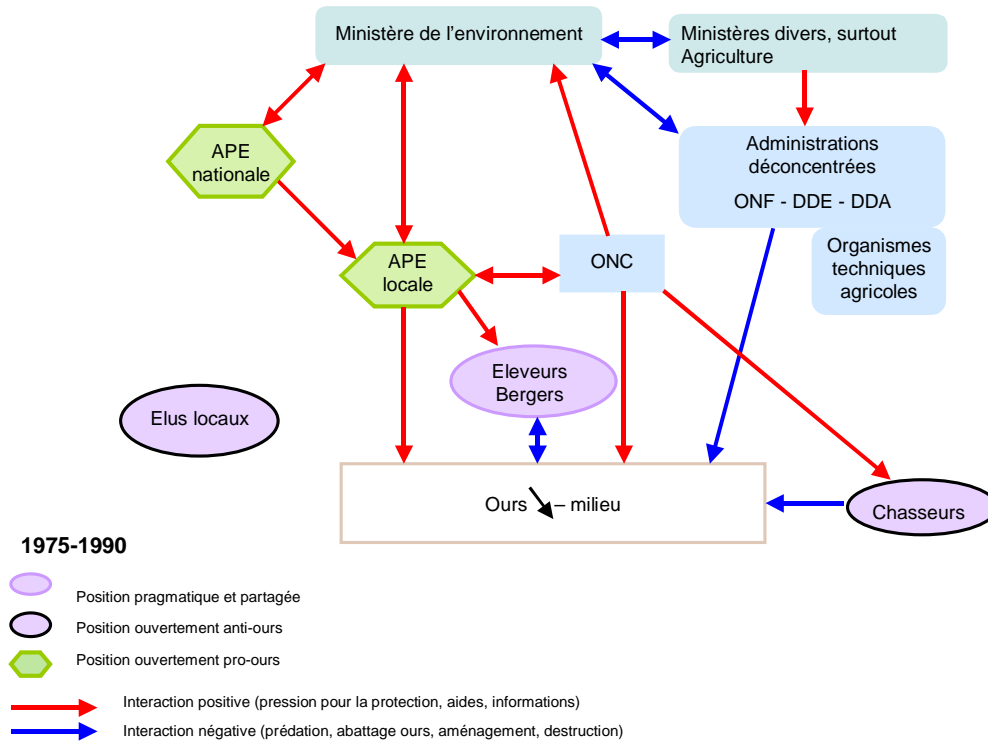 Ministère de l'environnement
Ministères divers, surtout
Agriculture
APE
nationale
Administrations
déconcentrées
ONF - DDE - DDA
APE
locale
ONC
Organismes
techniques
agricoles
Eleveurs
Bergers
Elus locaux
Ours – milieu
Chasseurs
1975-1990
Position pragmatique et partagée
Position ouvertement anti-ours
Position ouvertement pro-ours
Interaction positive (pression pour la protection, aides, informations)
Interaction négative (prédation, abattage ours, aménagement, destruction)